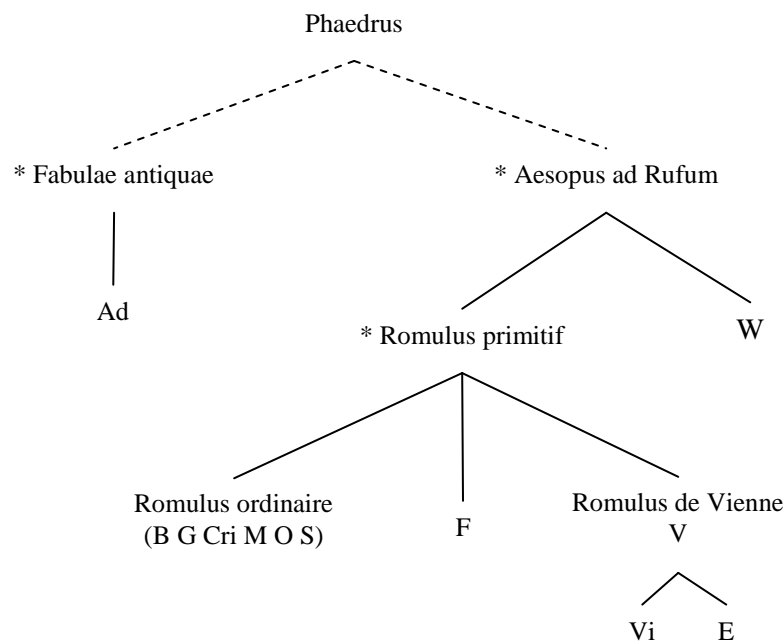 Phaedrus
* Fabulae antiquae
* Aesopus ad Rufum
Ad
* Romulus primitif
W
Romulus ordinaire
(B G Cri M O S)
F
Romulus de Vienne
V
Vi
E